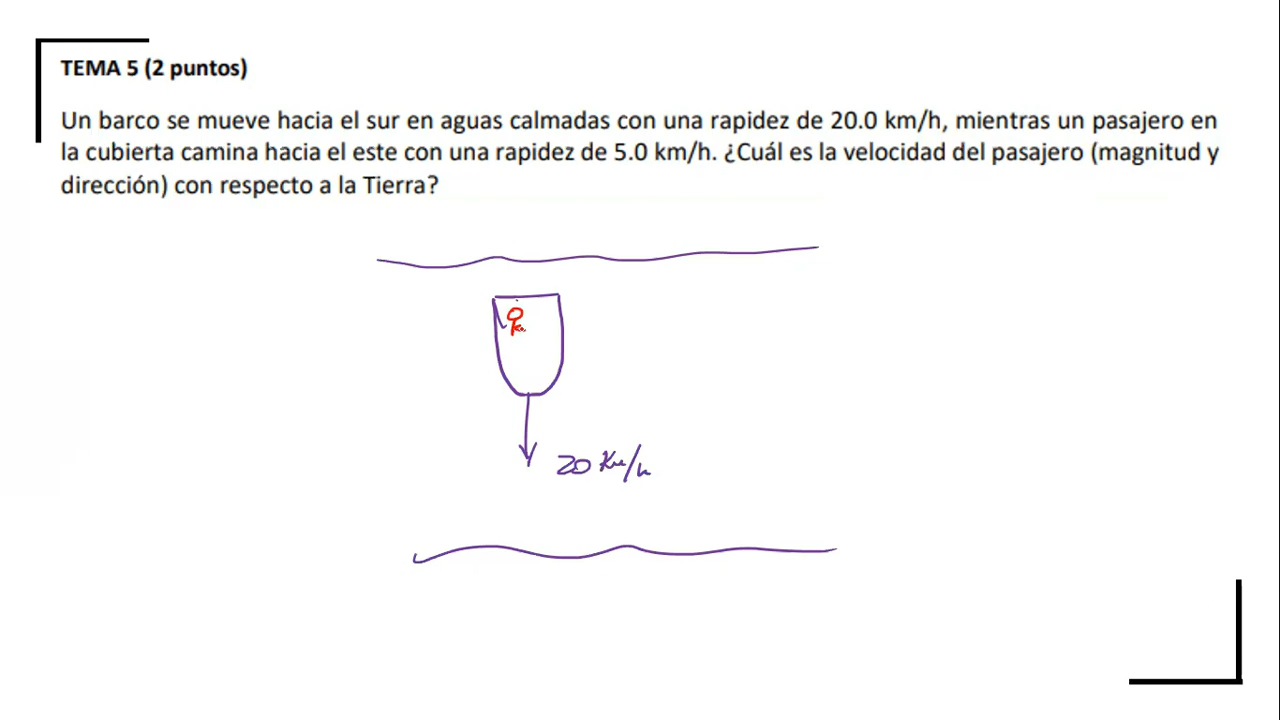 TEMA 5 (2 puntos)
Un barco se mueve hacia el sur en aguas calmadas con una rapidez de 20.0 km/h, mientras un pasajero en
la cubierta camina hacia el este con una rapidez de 5.0 km/h. ¿Cuál es la velocidad del pasajero (magnitud y
dirección) con respecto a la Tierra?
20 Km/h